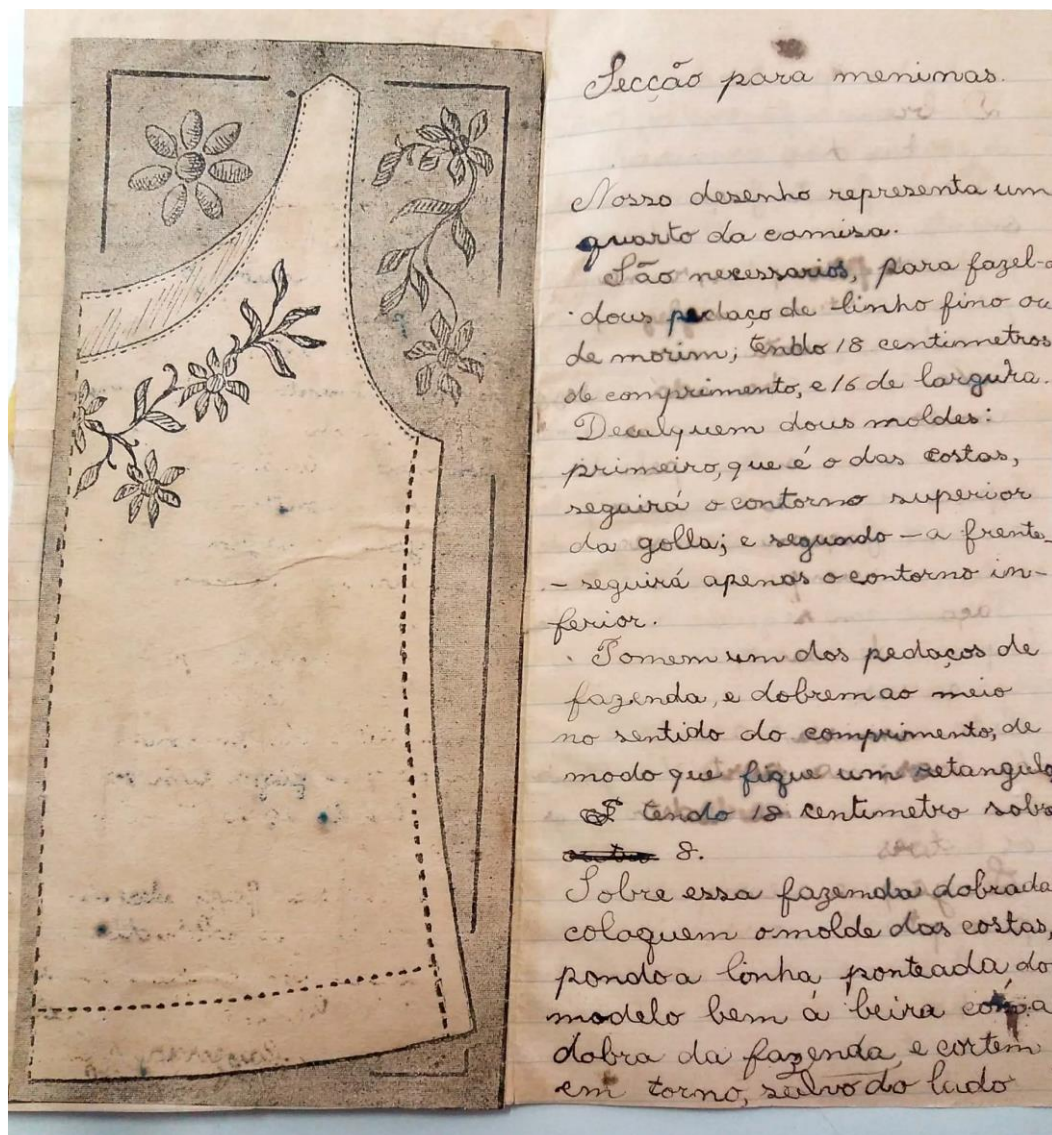 Secção para meninas.
Nosso desenho representa um
quarto da camisa.
São necessarios, para fazel-o
dous pedaço de linho fino ou
de morim; tendo 18 centimetros
de comprimento, e 16 de largura.
Decalquem dous moldes:
primeiro, que é o das costas,
seguirá o contorno superior
da golla; e segundo – a frente –
– seguirá apenas o contorno in-
ferior.
Tomem um dos pedaços de
fazenda, e dobrem ao meio
no sentido do comprimento, de
modo que fique um retangulo
tendo 18 centimetro sobre
8.
Sobre essa fazenda dobrada
coloquem o molde das costas,
pondo a linha ponteada do
modelo bem á beira com a
dobra da fazenda e cortem
em torno, salvo do lado